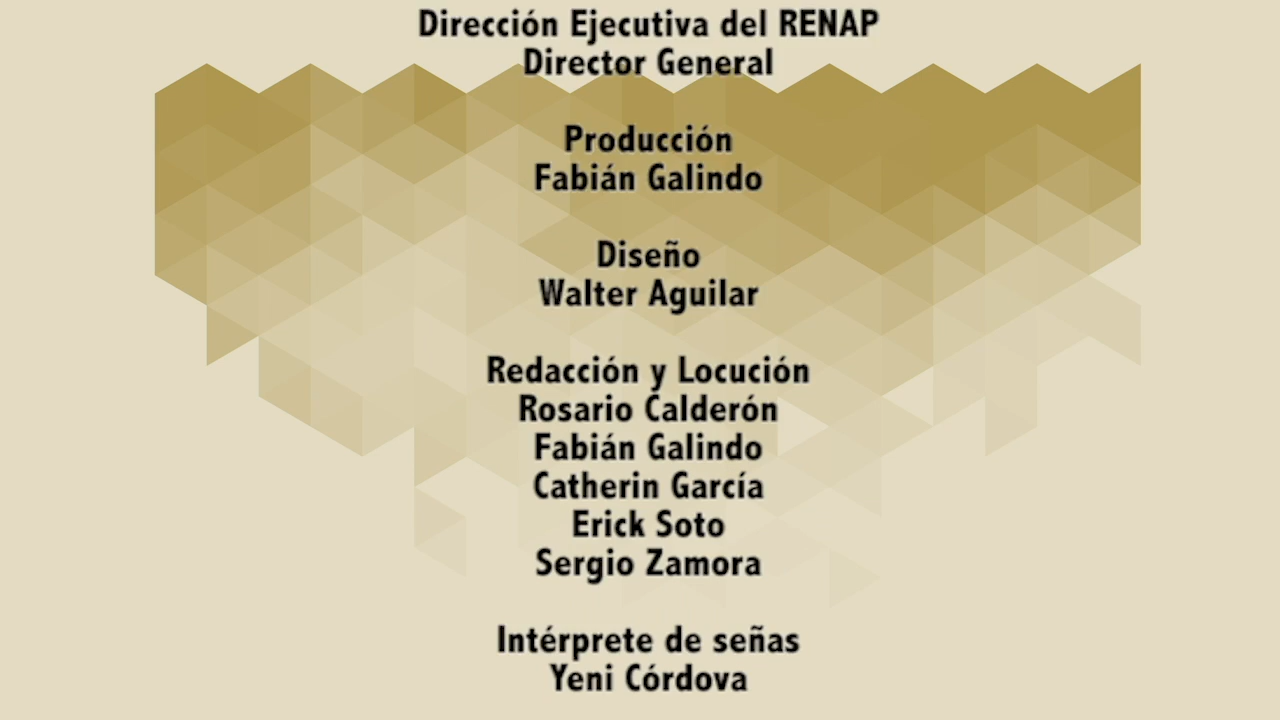 Dirección Ejecutiva del RENAP
Director General
Producción
Fabián Galindo
Diseño
Walter Aguilar
Redacción y Locución
Rosario Calderón
Fabián Galindo
Catherin García
Erick Soto
Sergio Zamora
Intérprete de señas
Yeni Córdova